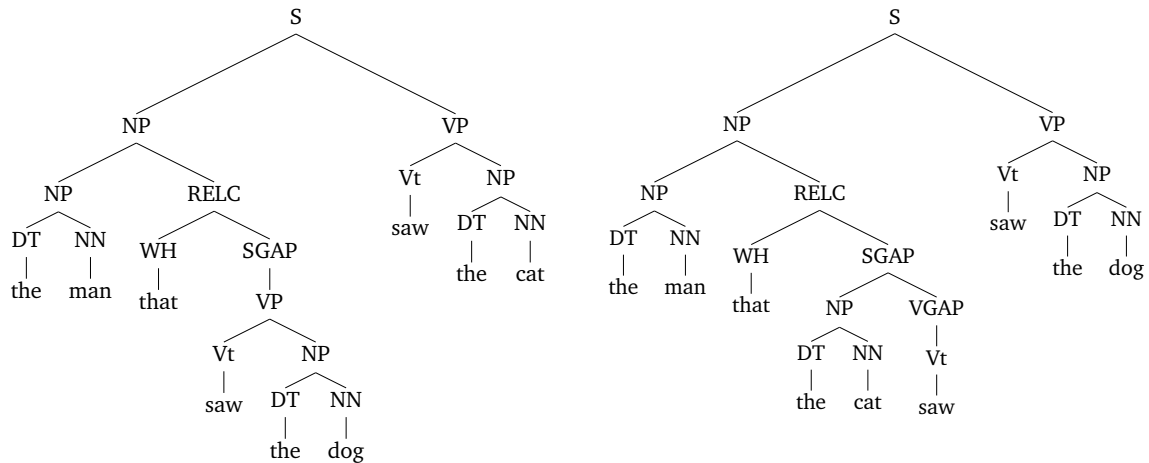 S S
NP VP NP VP
NP RELC Vt NP NP RELC Vt NP
DT NN WH SGAP saw DT NN DT NN WH SGAP saw DT NN
the man that VP the cat the man that NP VGAP the dog
Vt NP DT NN Vt
saw DT NN the cat saw
the dog